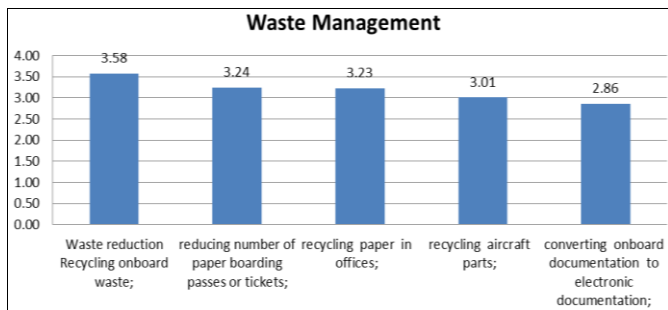 Waste Management
4.00
3.50
3.00
2.50
2.00
1.50
1.00
0.50
0.00
3.58
3.24
3.23
3.01
2.86
Waste reduction
Recycling onboard
waste;
reducing number of
paper boarding
passes or tickets;
recycling paper in
offices;
recycling aircraft
parts;
converting onboard
documentation to
electronic
documentation;